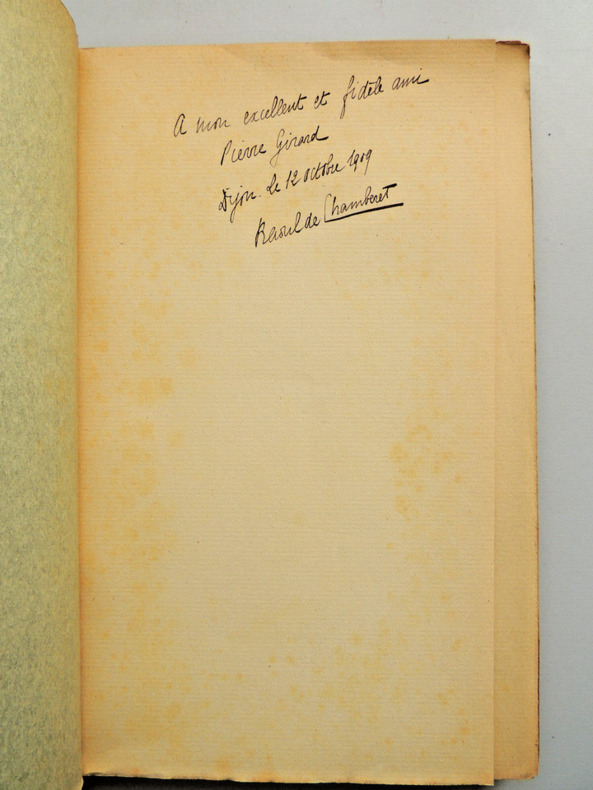 A mon excellent et fidèle ami
Pierre Girard
Dijon. Le 12 octobre 1909
Raoul de Chamberet